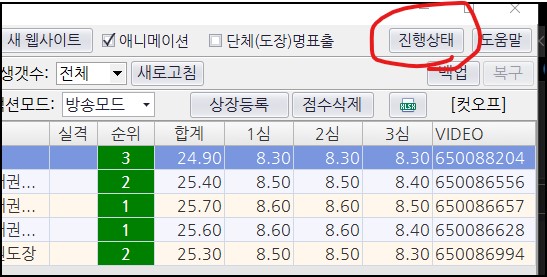 새 웹사이트 애니메이션 단체(도장)명표출 진행상태 도움말
생갯수: 전체 새로고침 백업 복구
선모드: 방송모드 상장등록 점수삭제 XLSX [컷오프]
실격 순위 합계 1심 2심 3심 VIDEO
3 24.90 8.30 8.30 8.30 650088204
2 25.40 8.50 8.50 8.40 650086556
1 25.70 8.60 8.60 8.50 650086657
1 25.60 8.60 8.60 8.40 650086628
2 25.30 8.50 8.50 8.30 650086994